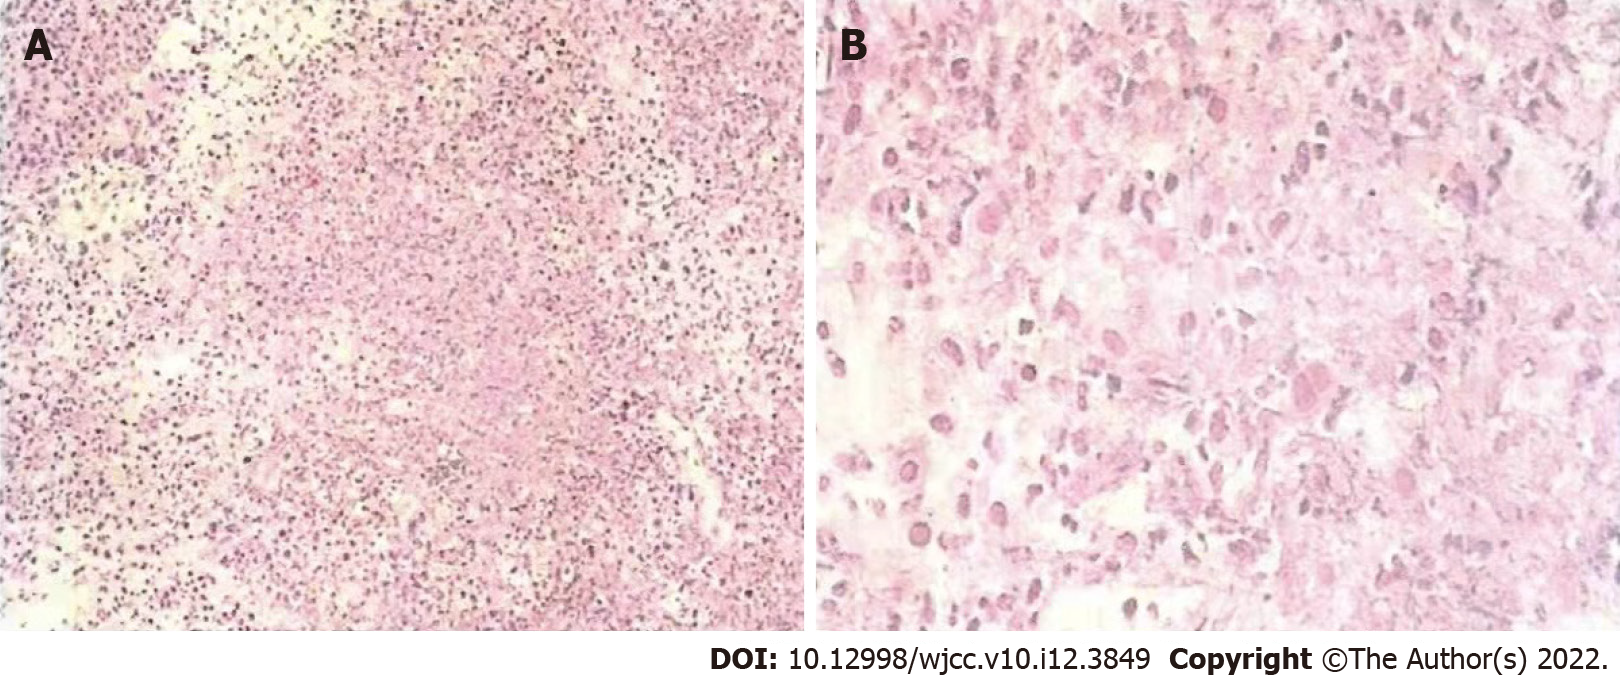 A
B
DOI: 10.12998/wjcc.v10.i12.3849 Copyright ©The Author(s) 2022.